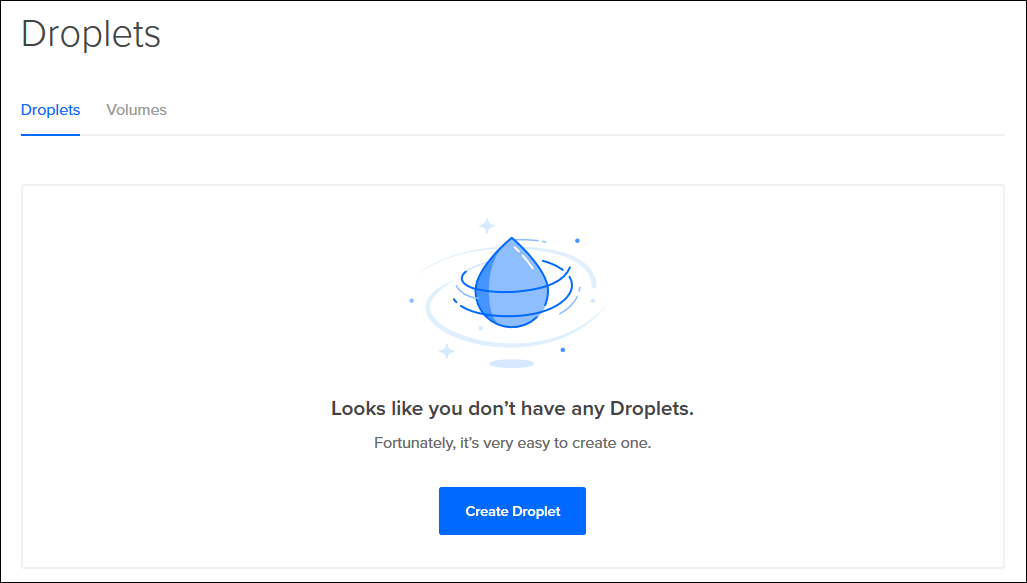 Droplets
Droplets Volumes
Looks like you don’t have any Droplets.
Fortunately, it’s very easy to create one.
Create Droplet